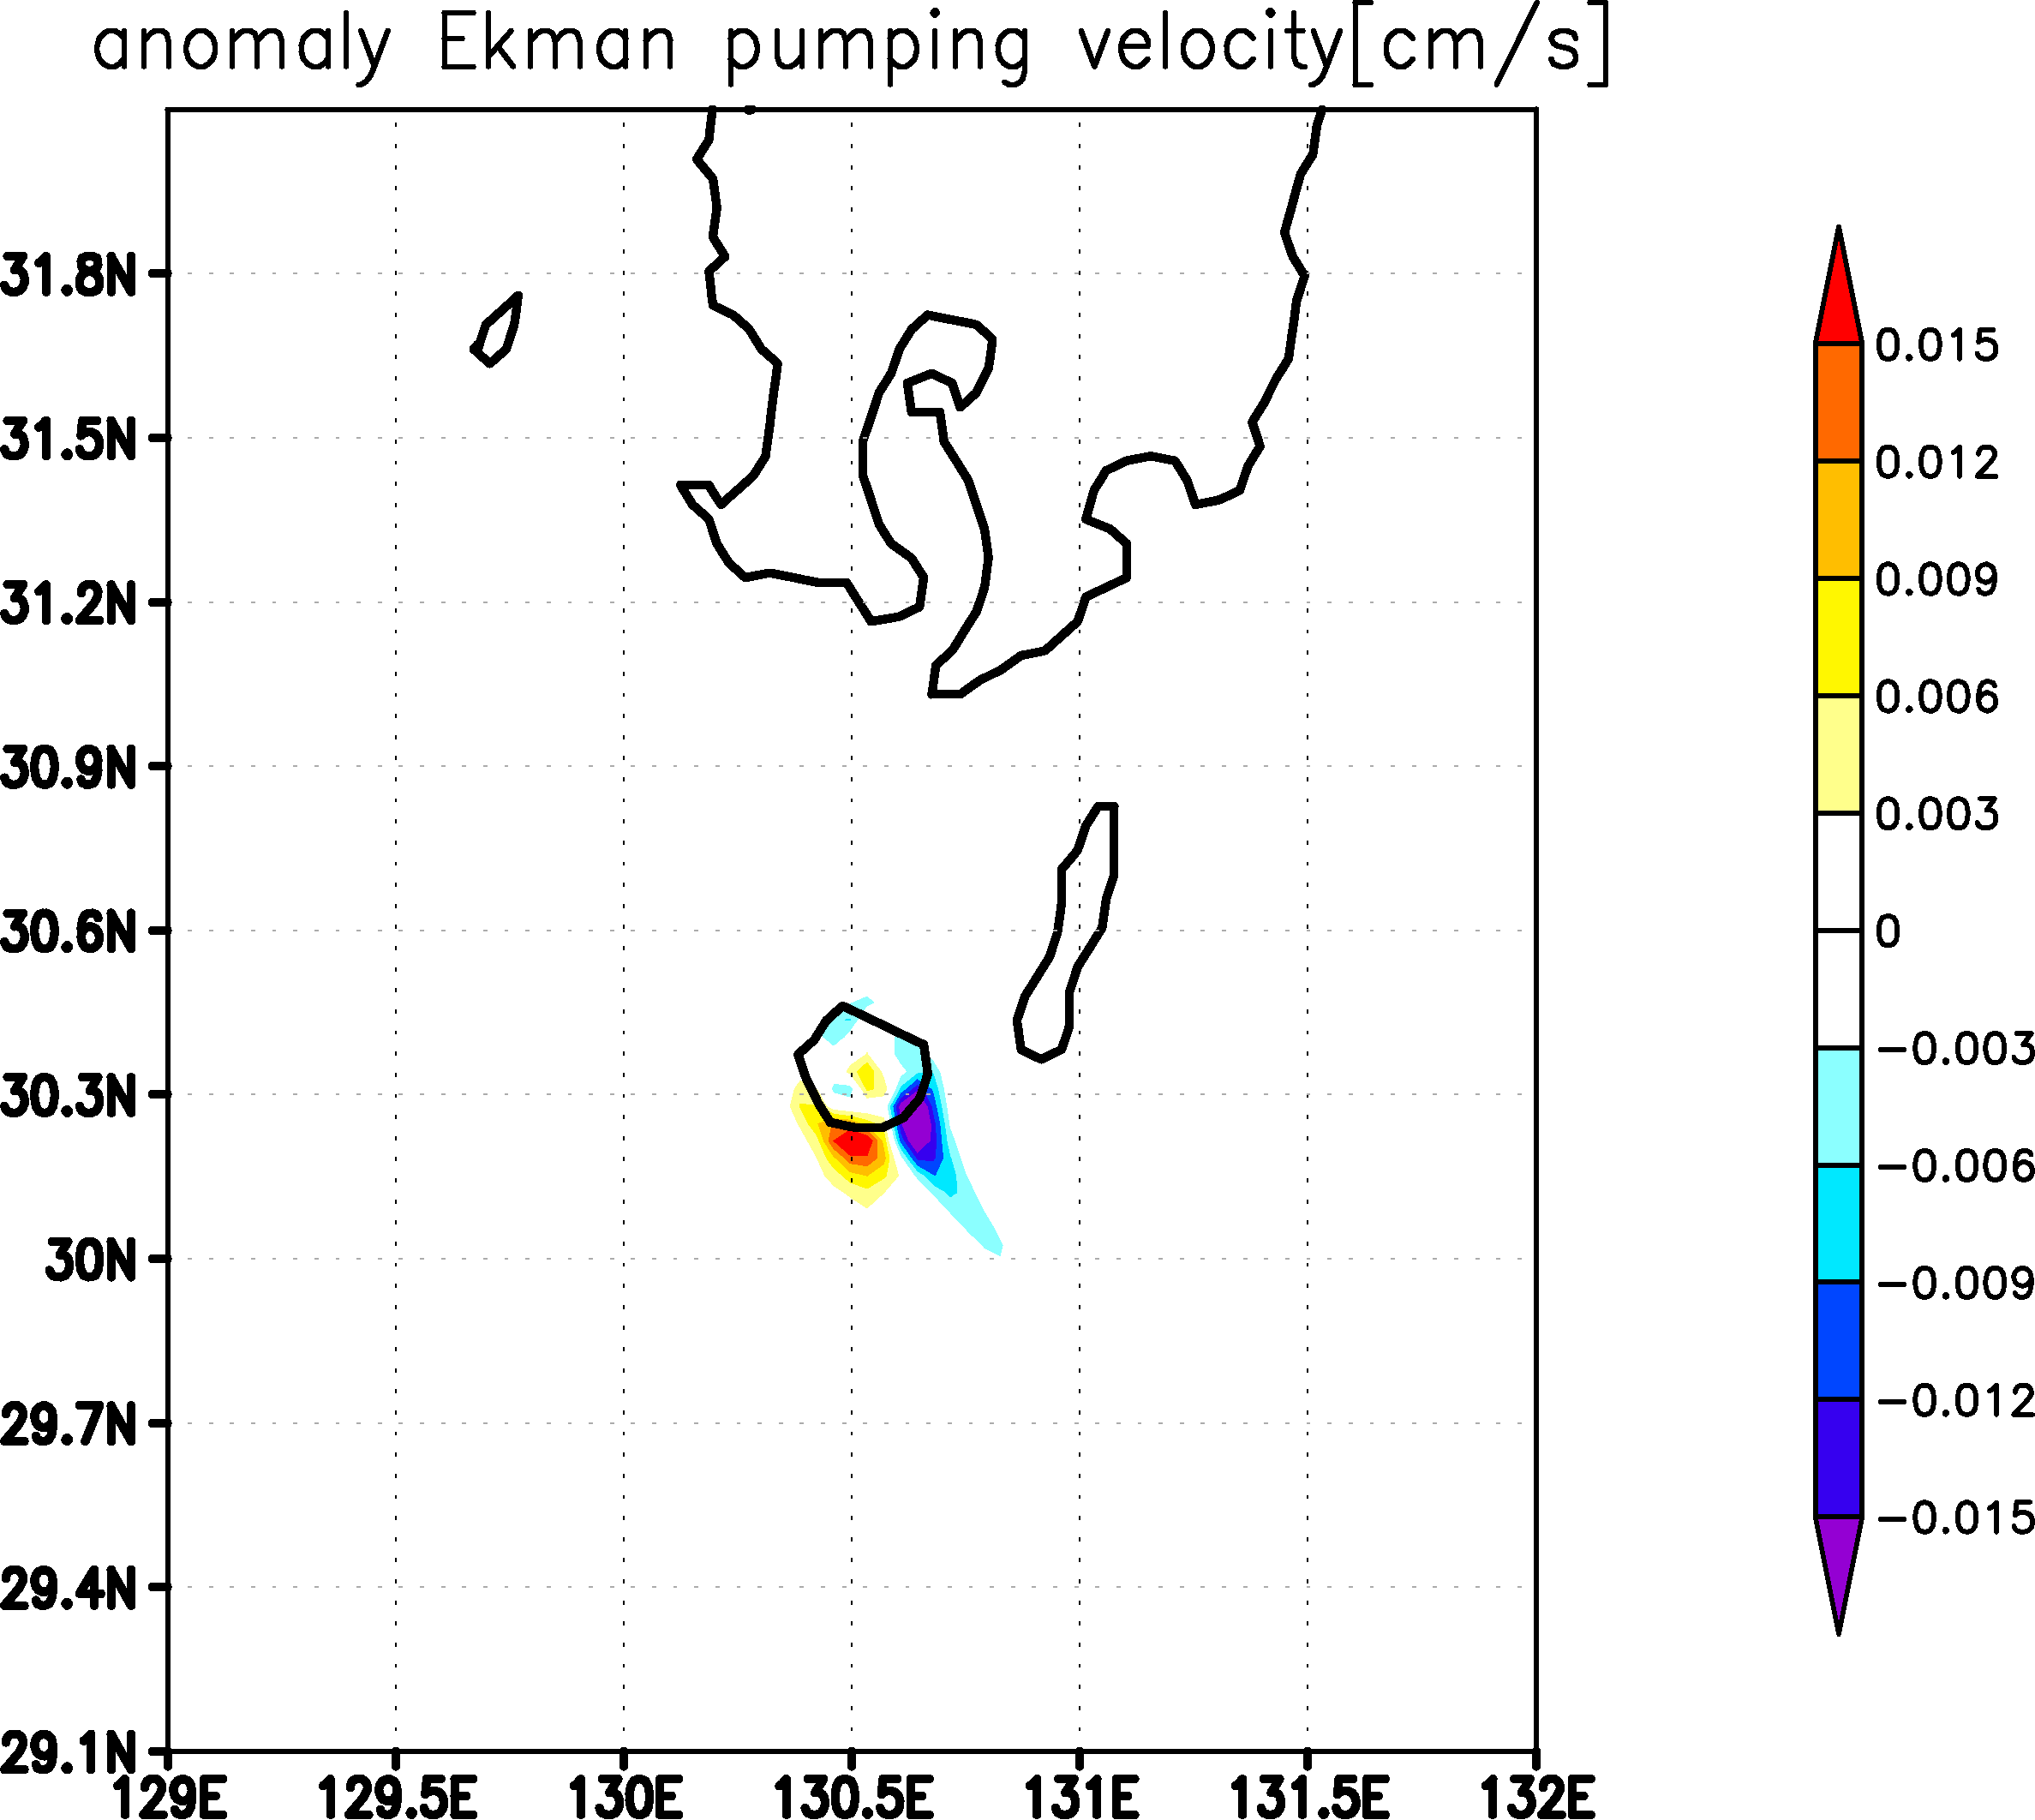 anomaly Ekman pumping velocity[cm/s]
31.8N
31.5N
31.2N
30.9N
30.6N
30.3N
30N
29.7N
29.4N
29.1N
129E 129.5E 130E 130.5E 131E 131.5E 132E
0.015
0.012
0.009
0.006
0.003
0
−0.003
−0.006
−0.009
−0.012
−0.015